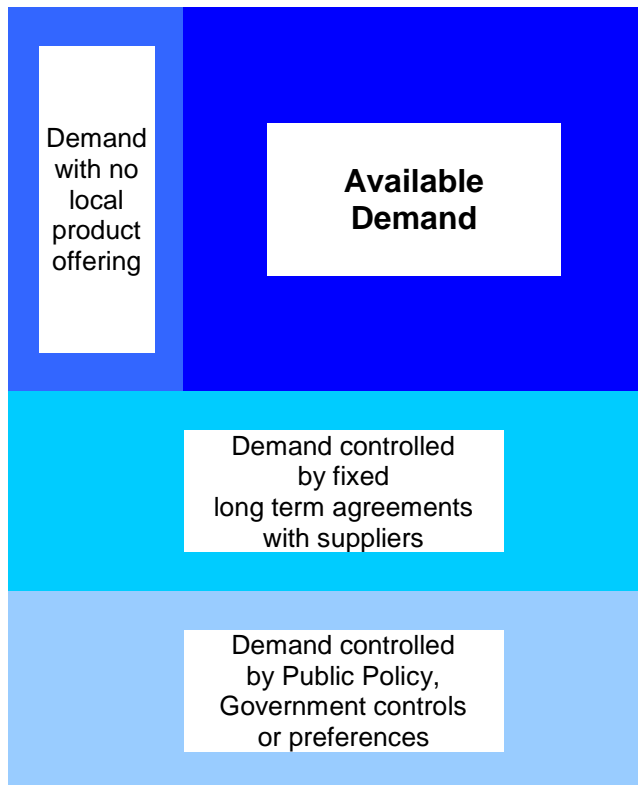 Demand
with no
local
product
offering
Available
Demand
Demand controlled
by fixed
long term agreements
with suppliers
Demand controlled
by Public Policy,
Government controls
or preferences